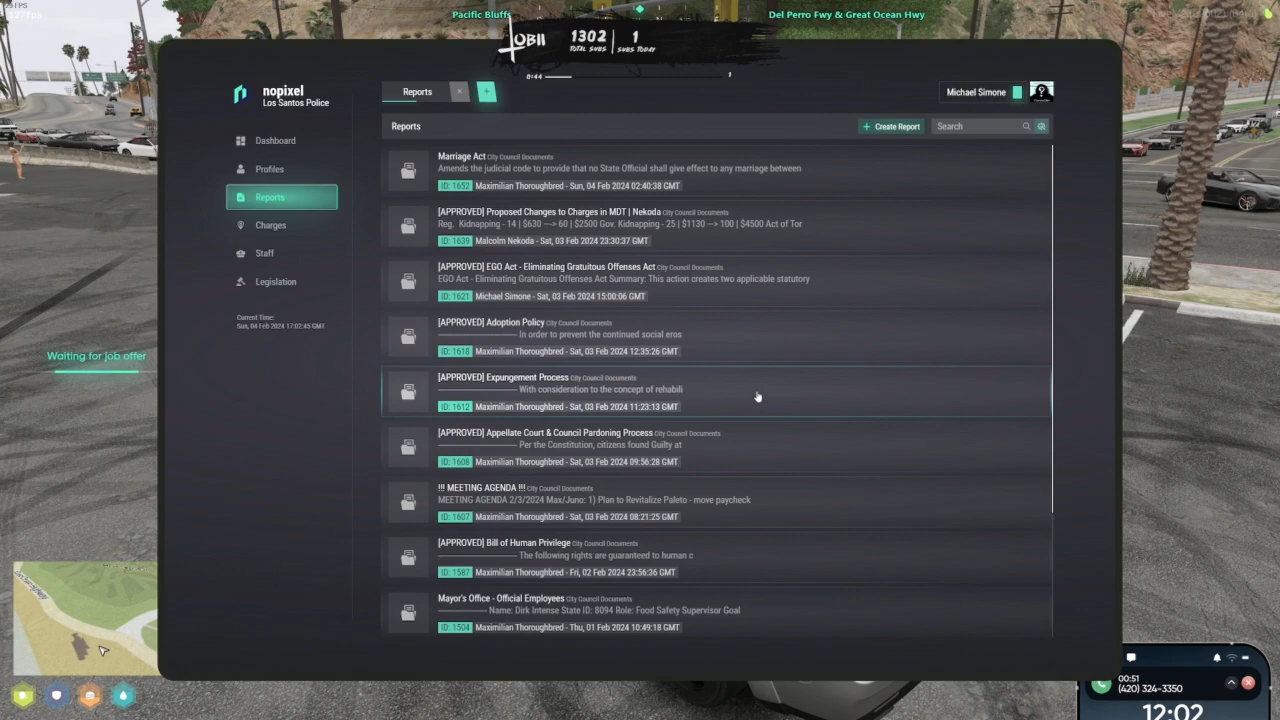 Pacific Bluffs
Del Perro Fwy & Great Ocean Hwy
TOBII
1302
TOTAL SUBS
1
SUBS TODAY
0:44
1
nopixel
Los Santos Police
Reports
×
+
Michael Simone
Dashboard
Profiles
Reports
Charges
Staff
Legislation
Current Time:
Sun, 04 Feb 2024 17:02:45 GMT
Waiting for job offer
Reports
+ Create Report
Search
Marriage Act City Council Documents
Amends the judicial code to provide that no State Official shall give effect to any marriage between
ID: 1652 Maximilian Thoroughbred - Sun, 04 Feb 2024 02:40:38 GMT
[APPROVED] Proposed Changes to Charges in MDT | Nekoda City Council Documents
Reg. Kidnapping - 14 | $630 —> 60 | $2500 Gov. Kidnapping - 25 | $1130 —> 100 | $4500 Act of Tor
ID: 1639 Malcolm Nekoda - Sat, 03 Feb 2024 23:30:37 GMT
[APPROVED] EGO Act - Eliminating Gratuitous Offenses Act City Council Documents
EGO Act - Eliminating Gratuitous Offenses Act Summary: This action creates two applicable statutory
ID: 1621 Michael Simone - Sat, 03 Feb 2024 15:00:06 GMT
[APPROVED] Adoption Policy City Council Documents
—————— In order to prevent the continued social eros
ID: 1618 Maximilian Thoroughbred - Sat, 03 Feb 2024 12:35:26 GMT
[APPROVED] Expungement Process City Council Documents
—————— With consideration to the concept of rehabili
ID: 1612 Maximilian Thoroughbred - Sat, 03 Feb 2024 11:23:13 GMT
[APPROVED] Appellate Court & Council Pardoning Process City Council Documents
—————— Per the Constitution, citizens found Guilty at
ID: 1608 Maximilian Thoroughbred - Sat, 03 Feb 2024 09:56:28 GMT
!!! MEETING AGENDA !!! City Council Documents
MEETING AGENDA 2/3/2024 Max/Juno: 1) Plan to Revitalize Paleto - move paycheck
ID: 1607 Maximilian Thoroughbred - Sat, 03 Feb 2024 08:21:25 GMT
[APPROVED] Bill of Human Privilege City Council Documents
—————— The following rights are guaranteed to human c
ID: 1587 Maximilian Thoroughbred - Fri, 02 Feb 2024 23:56:36 GMT
Mayor's Office - Official Employees City Council Documents
—————— Name: Dirk Intense State ID: 8094 Role: Food Safety Supervisor Goal
ID: 1504 Maximilian Thoroughbred - Thu, 01 Feb 2024 10:49:18 GMT
00:51
(420) 324-3350
12:02